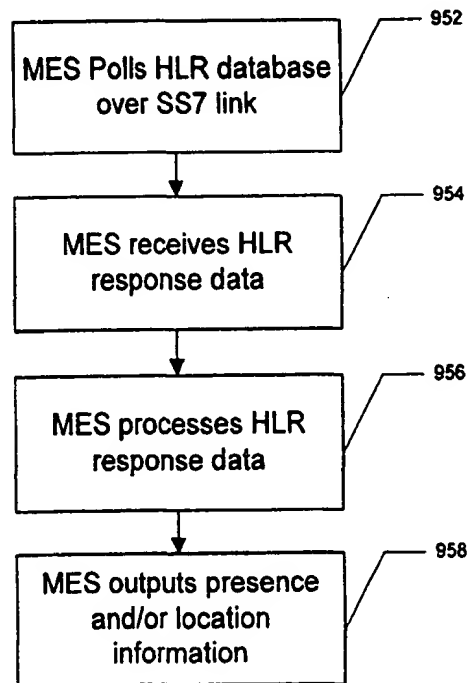 952
MES Polls HLR database
over SS7 link
954
MES receives HLR
response data
956
MES processes HLR
response data
958
MES outputs presence
and/or location
information